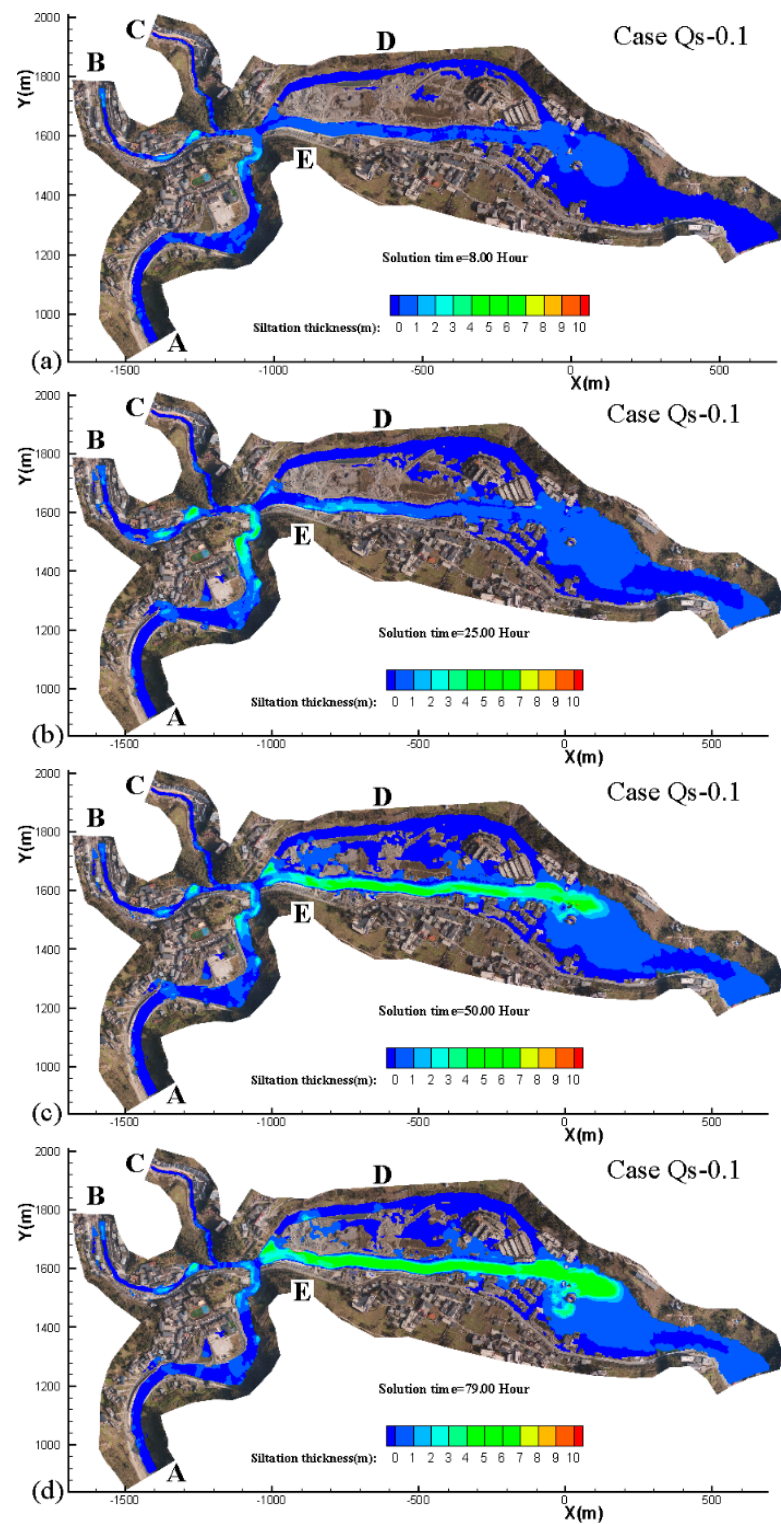 2000
1800
1600
1400
1200
1000
Y(m)
C
B
D
E
A
Case Qs-0.1
Solution time=8.00 Hour
Siltation thickness(m): 0 1 2 3 4 5 6 7 8 9 10
(a)
-1500 -1000 -500 0 500
X(m)
2000
1800
1600
1400
1200
1000
Y(m)
C
B
D
E
A
Case Qs-0.1
Solution time=25.00 Hour
Siltation thickness(m): 0 1 2 3 4 5 6 7 8 9 10
(b)
-1500 -1000 -500 0 500
X(m)
2000
1800
1600
1400
1200
1000
Y(m)
C
B
D
E
A
Case Qs-0.1
Solution time=50.00 Hour
Siltation thickness(m): 0 1 2 3 4 5 6 7 8 9 10
(c)
-1500 -1000 -500 0 500
X(m)
2000
1800
1600
1400
1200
1000
Y(m)
C
B
D
E
A
Case Qs-0.1
Solution time=79.00 Hour
Siltation thickness(m): 0 1 2 3 4 5 6 7 8 9 10
(d)
-1500 -1000 -500 0 500
X(m)